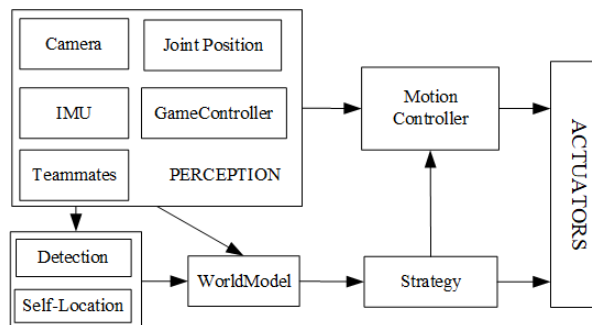 Camera
Joint Position
IMU
GameController
Teammates
PERCEPTION
Motion
Controller
ACTUATORS
Detection
Self-Location
WorldModel
Strategy